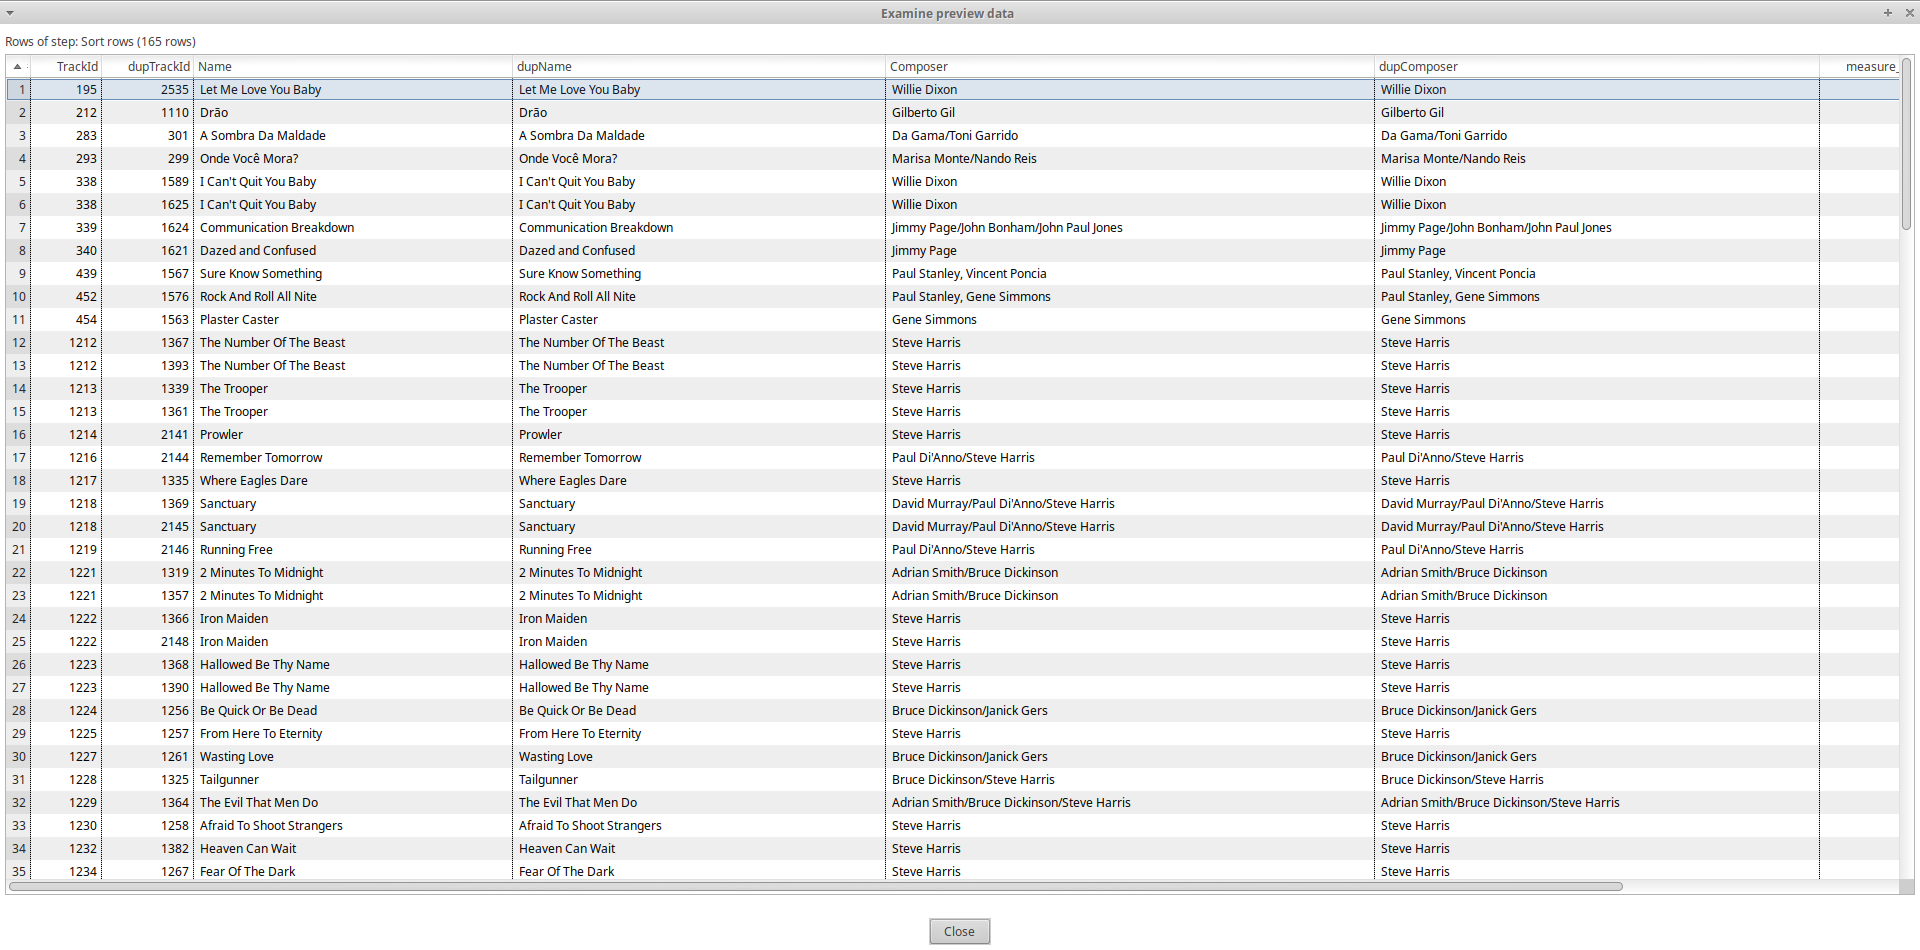 Examine preview data
Rows of step: Sort rows (165 rows)
TrackId dupTrackId Name dupName Composer dupComposer measure_
1 195 2535 Let Me Love You Baby Let Me Love You Baby Willie Dixon Willie Dixon
2 212 1110 Drão Drão Gilberto Gil Gilberto Gil
3 283 301 A Sombra Da Maldade A Sombra Da Maldade Da Gama/Toni Garrido Da Gama/Toni Garrido
4 293 299 Onde Você Mora? Onde Você Mora? Marisa Monte/Nando Reis Marisa Monte/Nando Reis
5 338 1589 I Can't Quit You Baby I Can't Quit You Baby Willie Dixon Willie Dixon
6 338 1625 I Can't Quit You Baby I Can't Quit You Baby Willie Dixon Willie Dixon
7 339 1624 Communication Breakdown Communication Breakdown Jimmy Page/John Bonham/John Paul Jones Jimmy Page/John Bonham/John Paul Jones
8 340 1621 Dazed and Confused Dazed and Confused Jimmy Page Jimmy Page
9 439 1567 Sure Know Something Sure Know Something Paul Stanley, Vincent Poncia Paul Stanley, Vincent Poncia
10 452 1576 Rock And Roll All Nite Rock And Roll All Nite Paul Stanley, Gene Simmons Paul Stanley, Gene Simmons
11 454 1563 Plaster Caster Plaster Caster Gene Simmons Gene Simmons
12 1212 1367 The Number Of The Beast The Number Of The Beast Steve Harris Steve Harris
13 1212 1393 The Number Of The Beast The Number Of The Beast Steve Harris Steve Harris
14 1213 1339 The Trooper The Trooper Steve Harris Steve Harris
15 1213 1361 The Trooper The Trooper Steve Harris Steve Harris
16 1214 2141 Prowler Prowler Steve Harris Steve Harris
17 1216 2144 Remember Tomorrow Remember Tomorrow Paul Di'Anno/Steve Harris Paul Di'Anno/Steve Harris
18 1217 1335 Where Eagles Dare Where Eagles Dare Steve Harris Steve Harris
19 1218 1369 Sanctuary Sanctuary David Murray/Paul Di'Anno/Steve Harris David Murray/Paul Di'Anno/Steve Harris
20 1218 2145 Sanctuary Sanctuary David Murray/Paul Di'Anno/Steve Harris David Murray/Paul Di'Anno/Steve Harris
21 1219 2146 Running Free Running Free Paul Di'Anno/Steve Harris Paul Di'Anno/Steve Harris
22 1221 1319 2 Minutes To Midnight 2 Minutes To Midnight Adrian Smith/Bruce Dickinson Adrian Smith/Bruce Dickinson
23 1221 1357 2 Minutes To Midnight 2 Minutes To Midnight Adrian Smith/Bruce Dickinson Adrian Smith/Bruce Dickinson
24 1222 1366 Iron Maiden Iron Maiden Steve Harris Steve Harris
25 1222 2148 Iron Maiden Iron Maiden Steve Harris Steve Harris
26 1223 1368 Hallowed Be Thy Name Hallowed Be Thy Name Steve Harris Steve Harris
27 1223 1390 Hallowed Be Thy Name Hallowed Be Thy Name Steve Harris Steve Harris
28 1224 1256 Be Quick Or Be Dead Be Quick Or Be Dead Bruce Dickinson/Janick Gers Bruce Dickinson/Janick Gers
29 1225 1257 From Here To Eternity From Here To Eternity Steve Harris Steve Harris
30 1227 1261 Wasting Love Wasting Love Bruce Dickinson/Janick Gers Bruce Dickinson/Janick Gers
31 1228 1325 Tailgunner Tailgunner Bruce Dickinson/Steve Harris Bruce Dickinson/Steve Harris
32 1229 1364 The Evil That Men Do The Evil That Men Do Adrian Smith/Bruce Dickinson/Steve Harris Adrian Smith/Bruce Dickinson/Steve Harris
33 1230 1258 Afraid To Shoot Strangers Afraid To Shoot Strangers Steve Harris Steve Harris
34 1232 1382 Heaven Can Wait Heaven Can Wait Steve Harris Steve Harris
35 1234 1267 Fear Of The Dark Fear Of The Dark Steve Harris Steve Harris
Close